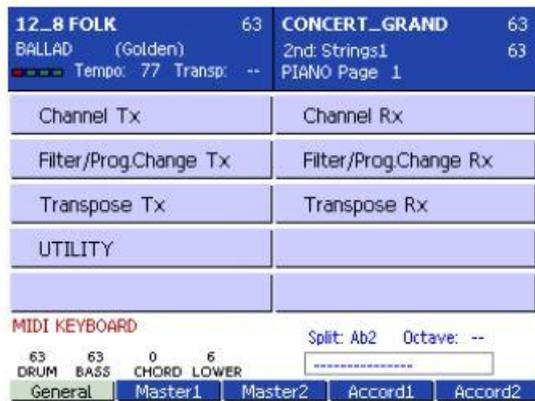 12_8 FOLK 63
BALLAD (Golden)
Tempo: 77 Transp: --
CONCERT_GRAND 63
2nd: Strings1 63
PIANO Page 1
Channel Tx Channel Rx
Filter/Prog.Change Tx Filter/Prog.Change Rx
Transpose Tx Transpose Rx
UTILITY
MIDI KEYBOARD
Split: Ab2 Octave: --
63 63 0 6
DRUM BASS CHORD LOWER
---------------
General Master1 Master2 Accord1 Accord2